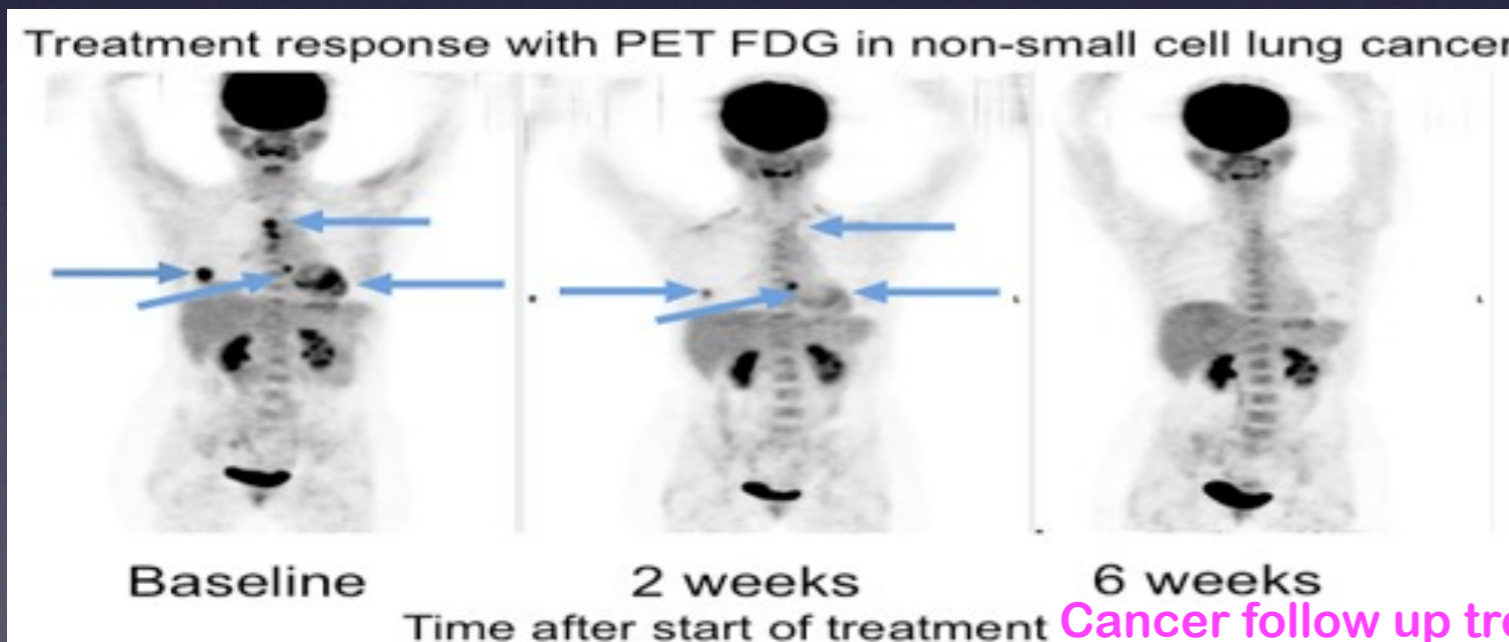 Treatment response with PET FDG in non-small cell lung cancer
Baseline
2 weeks
6 weeks
Time after start of treatment
Cancer follow up